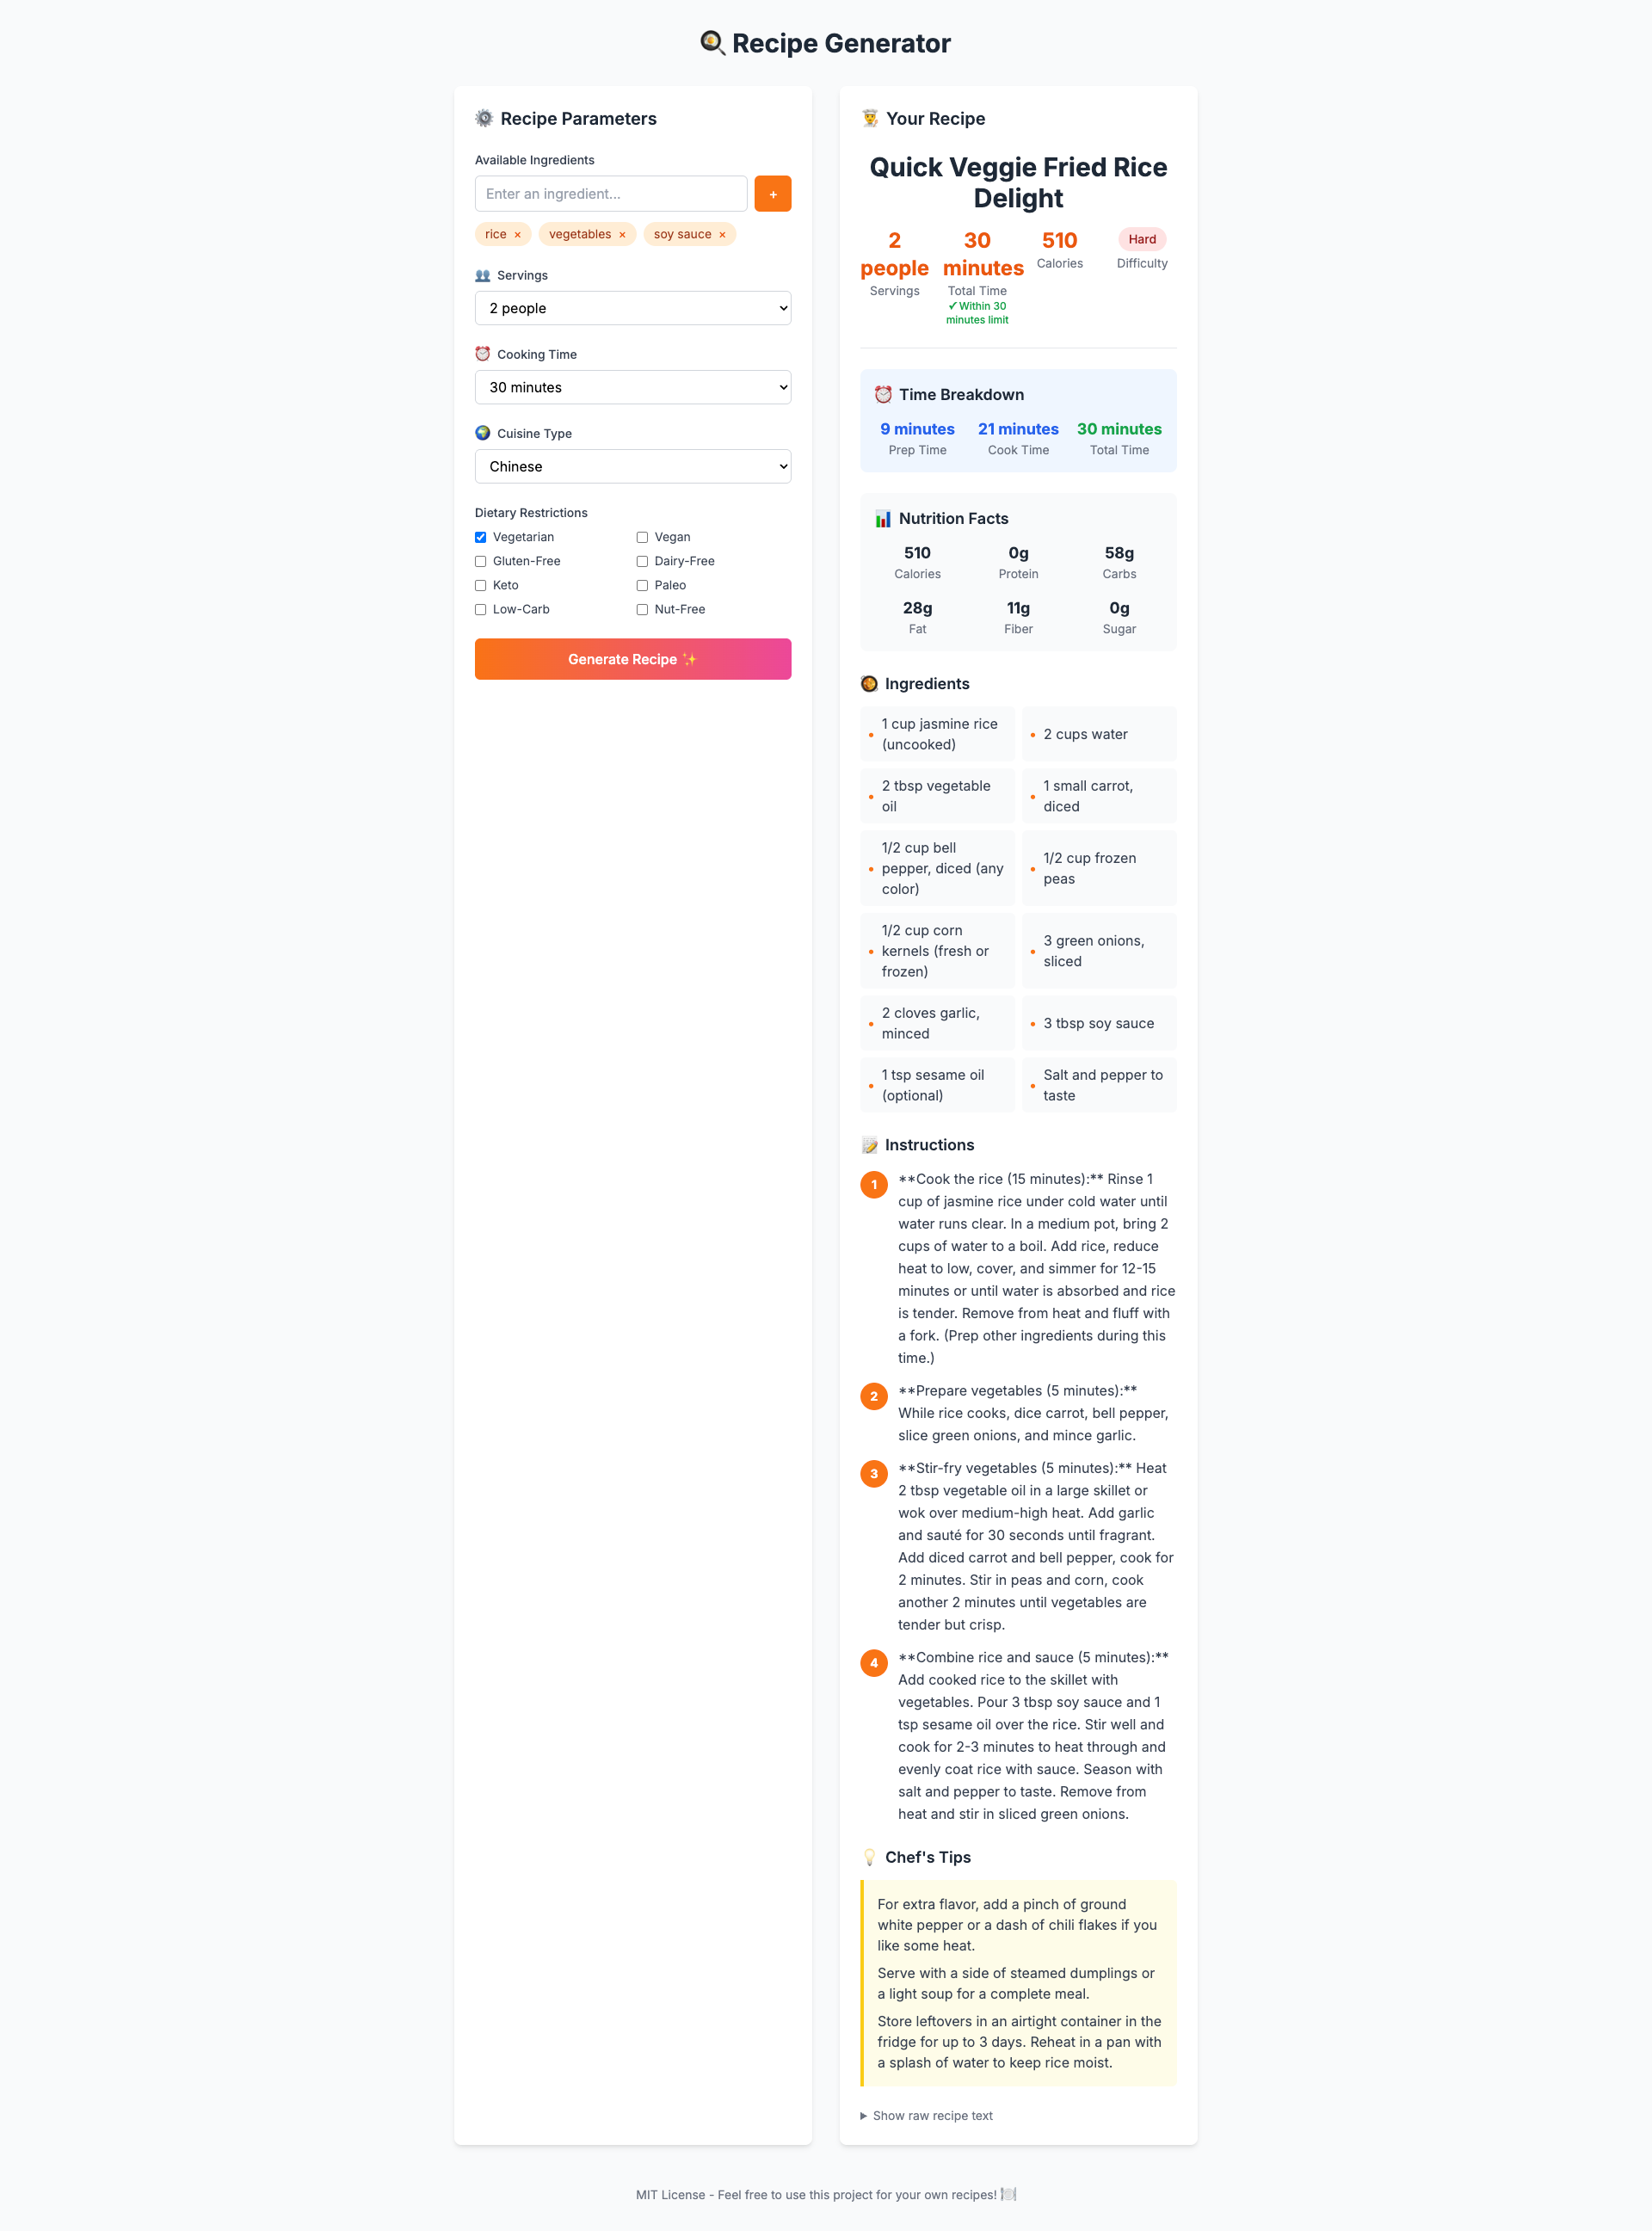 Recipe Generator
Recipe Parameters
Available Ingredients
Enter an ingredient...
+
rice × vegetables × soy sauce ×
Servings
2 people
Cooking Time
30 minutes
Cuisine Type
Chinese
Dietary Restrictions
Vegetarian Vegan
Gluten-Free Dairy-Free
Keto Paleo
Low-Carb Nut-Free
Generate Recipe ✨
Your Recipe
Quick Veggie Fried Rice
Delight
2
people
Servings
30
minutes
Total Time
✓ Within 30
minutes limit
510
Calories
Hard
Difficulty
Time Breakdown
9 minutes 21 minutes 30 minutes
Prep Time Cook Time Total Time
Nutrition Facts
510 0g 58g
Calories Protein Carbs
28g 11g 0g
Fat Fiber Sugar
Ingredients
• 1 cup jasmine rice
(uncooked)
• 2 cups water
• 2 tbsp vegetable
oil
• 1 small carrot,
diced
• 1/2 cup bell
pepper, diced (any
color)
• 1/2 cup frozen
peas
• 1/2 cup corn
kernels (fresh or
frozen)
• 3 green onions,
sliced
• 2 cloves garlic,
minced
• 3 tbsp soy sauce
• 1 tsp sesame oil
(optional)
• Salt and pepper to
taste
Instructions
1 **Cook the rice (15 minutes):** Rinse 1
cup of jasmine rice under cold water until
water runs clear. In a medium pot, bring 2
cups of water to a boil. Add rice, reduce
heat to low, cover, and simmer for 12-15
minutes or until water is absorbed and rice
is tender. Remove from heat and fluff with
a fork. (Prep other ingredients during this
time.)
2 **Prepare vegetables (5 minutes):**
While rice cooks, dice carrot, bell pepper,
slice green onions, and mince garlic.
3 **Stir-fry vegetables (5 minutes):** Heat
2 tbsp vegetable oil in a large skillet or
wok over medium-high heat. Add garlic
and sauté for 30 seconds until fragrant.
Add diced carrot and bell pepper, cook for
2 minutes. Stir in peas and corn, cook
another 2 minutes until vegetables are
tender but crisp.
4 **Combine rice and sauce (5 minutes):**
Add cooked rice to the skillet with
vegetables. Pour 3 tbsp soy sauce and 1
tsp sesame oil over the rice. Stir well and
cook for 2-3 minutes to heat through and
evenly coat rice with sauce. Season with
salt and pepper to taste. Remove from
heat and stir in sliced green onions.
Chef's Tips
For extra flavor, add a pinch of ground
white pepper or a dash of chili flakes if you
like some heat.
Serve with a side of steamed dumplings or
a light soup for a complete meal.
Store leftovers in an airtight container in the
fridge for up to 3 days. Reheat in a pan with
a splash of water to keep rice moist.
▶ Show raw recipe text
MIT License - Feel free to use this project for your own recipes! 🍽️